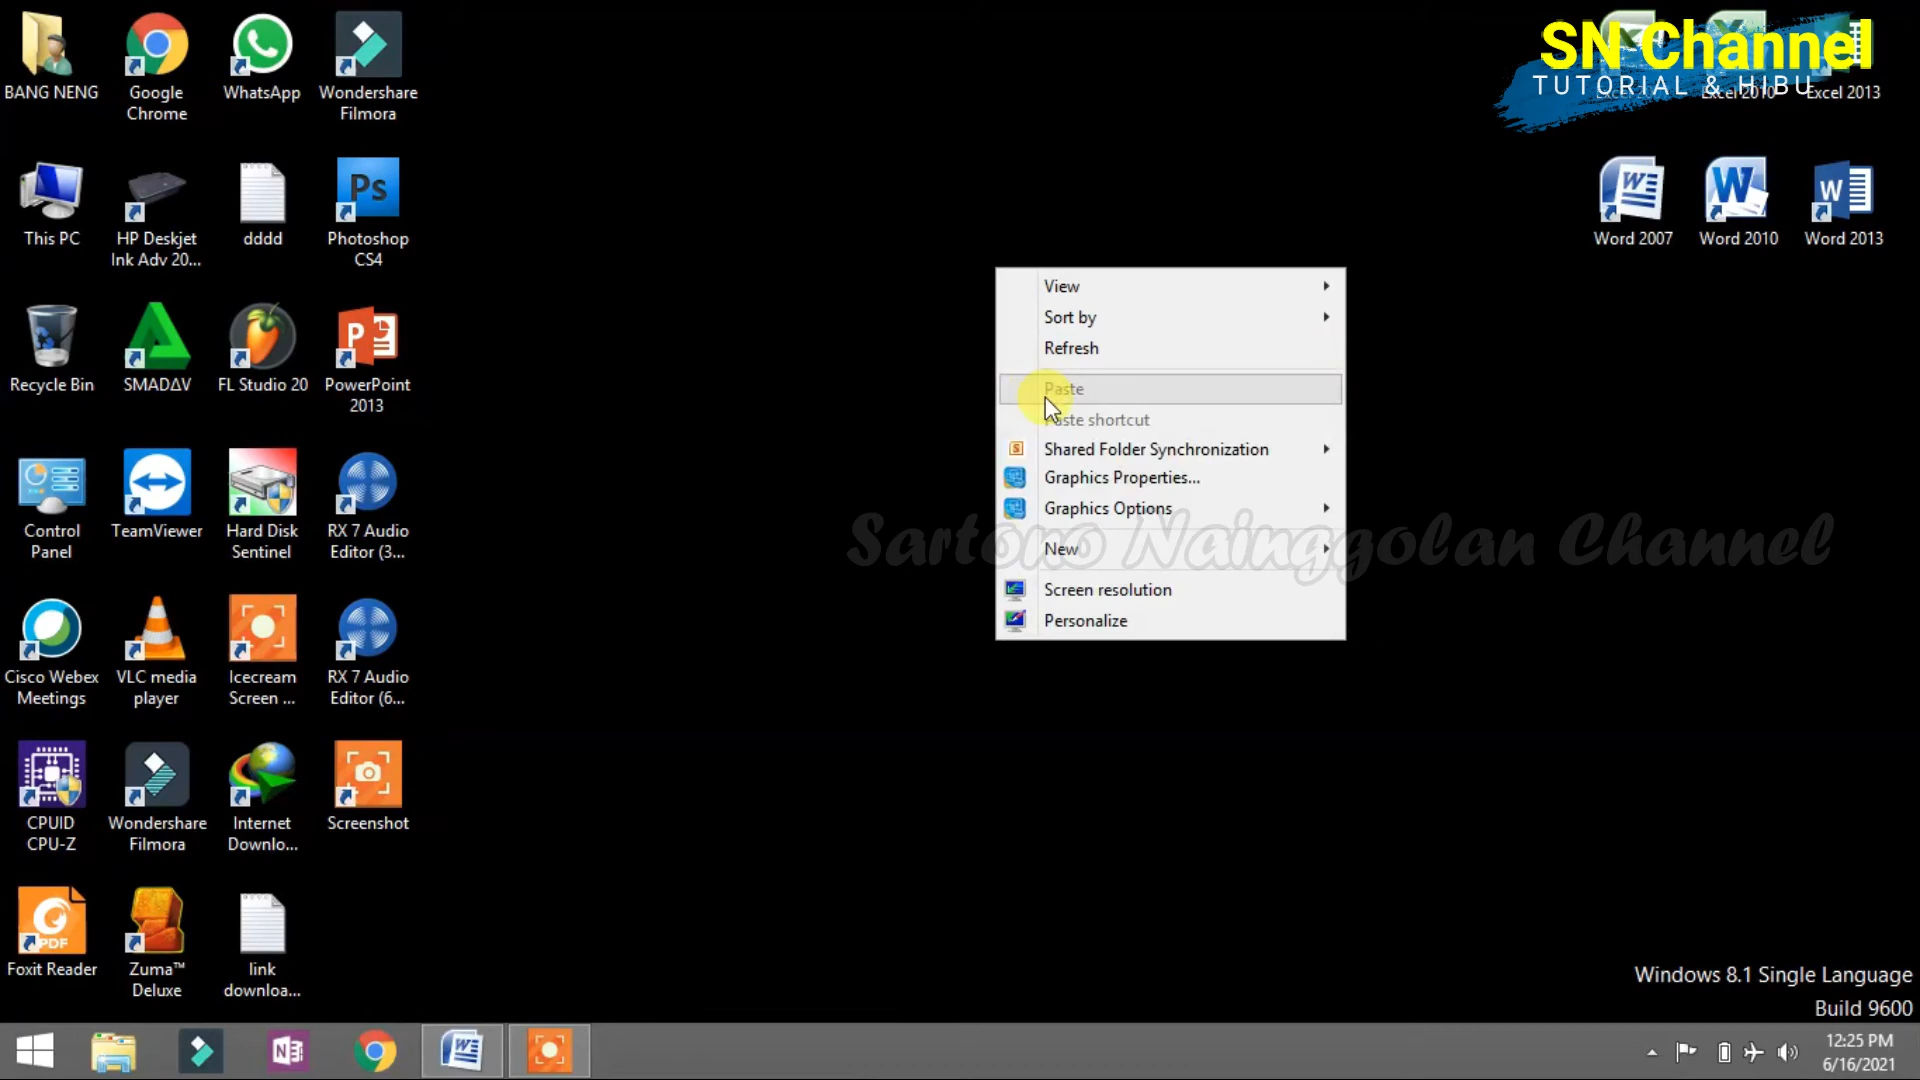 SN Channel
TUTORIAL & HIBU
BANG NENG
Google
Chrome
WhatsApp
Wondershare
Filmora
Excel 2010
Excel 2013
This PC
HP Deskjet
Ink Adv 20...
dddd
Photoshop
CS4
Word 2007
Word 2010
Word 2013
Recycle Bin
SMADΔV
FL Studio 20
PowerPoint
2013
View
Sort by
Refresh
Paste
Paste shortcut
Shared Folder Synchronization
Graphics Properties...
Graphics Options
New
Screen resolution
Personalize
Sartono Nainggolan Channel
Control
Panel
TeamViewer
Hard Disk
Sentinel
RX 7 Audio
Editor (3...
Cisco Webex
Meetings
VLC media
player
Icecream
Screen ...
RX 7 Audio
Editor (6...
CPUID
CPU-Z
Wondershare
Filmora
Internet
Downlo...
Screenshot
PDF
Foxit Reader
Zuma™
Deluxe
link
downloa...
Windows 8.1 Single Language
Build 9600
12:25 PM
6/16/2021